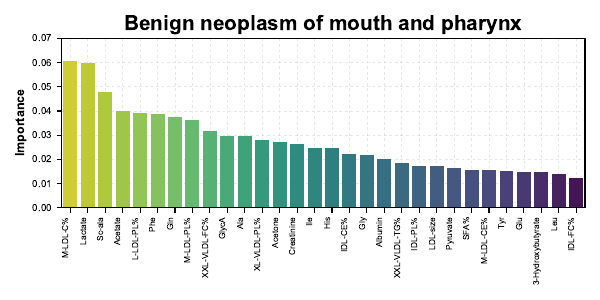 Benign neoplasm of mouth and pharynx
Importance
0.07
0.06
0.05
0.04
0.03
0.02
0.01
0.00
M-LDL-C%
Lactate
Sc-ala
Acetate
L-LDL-PL%
Phe
Gln
M-LDL-PL%
XXL-VLDL-FC%
GlycA
Ala
XL-VLDL-PL%
Acetone
Creatinine
Ile
His
IDL-CE%
Gly
Albumin
XXL-VLDL-TG%
IDL-PL%
LDL-size
Pyruvate
SFA%
M-LDL-CE%
Tyr
Glu
3-Hydroxybutyrate
Leu
IDL-FC%